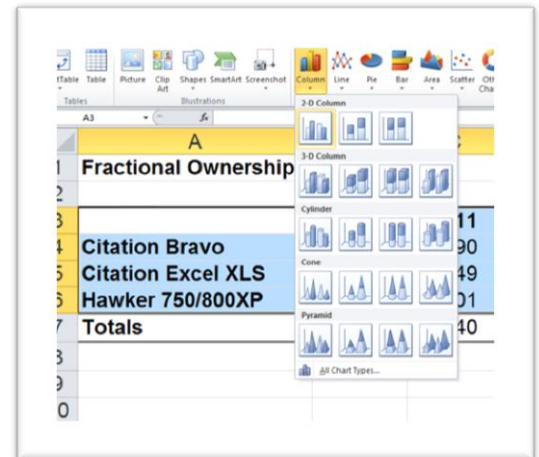 Table
Picture
Clip
Art
Shapes
SmartArt
Screenshot
Column
Line
Pie
Bar
Area
Scatter
Tables
Illustrations
A3
fx
2-D Column
A
1 Fractional Ownership
3-D Column
2
3 11
Cylinder
4 Citation Bravo 90
5 Citation Excel XLS 49
Cone
6 Hawker 750/800XP 01
Pyramid
7 Totals 40
8
All Chart Types...
9
0